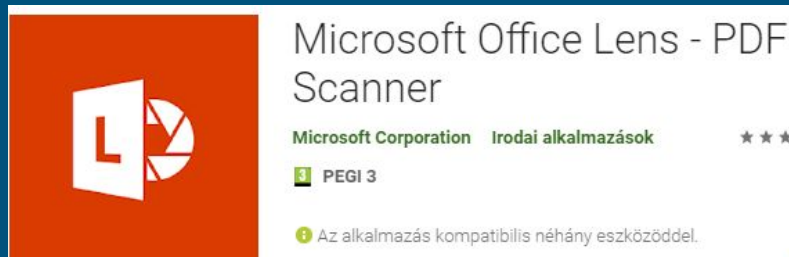 Microsoft Office Lens - PDF
Scanner
Microsoft Corporation Irodai alkalmazások
3 PEGI 3
Az alkalmazás kompatibilis néhány eszközöddel.
L